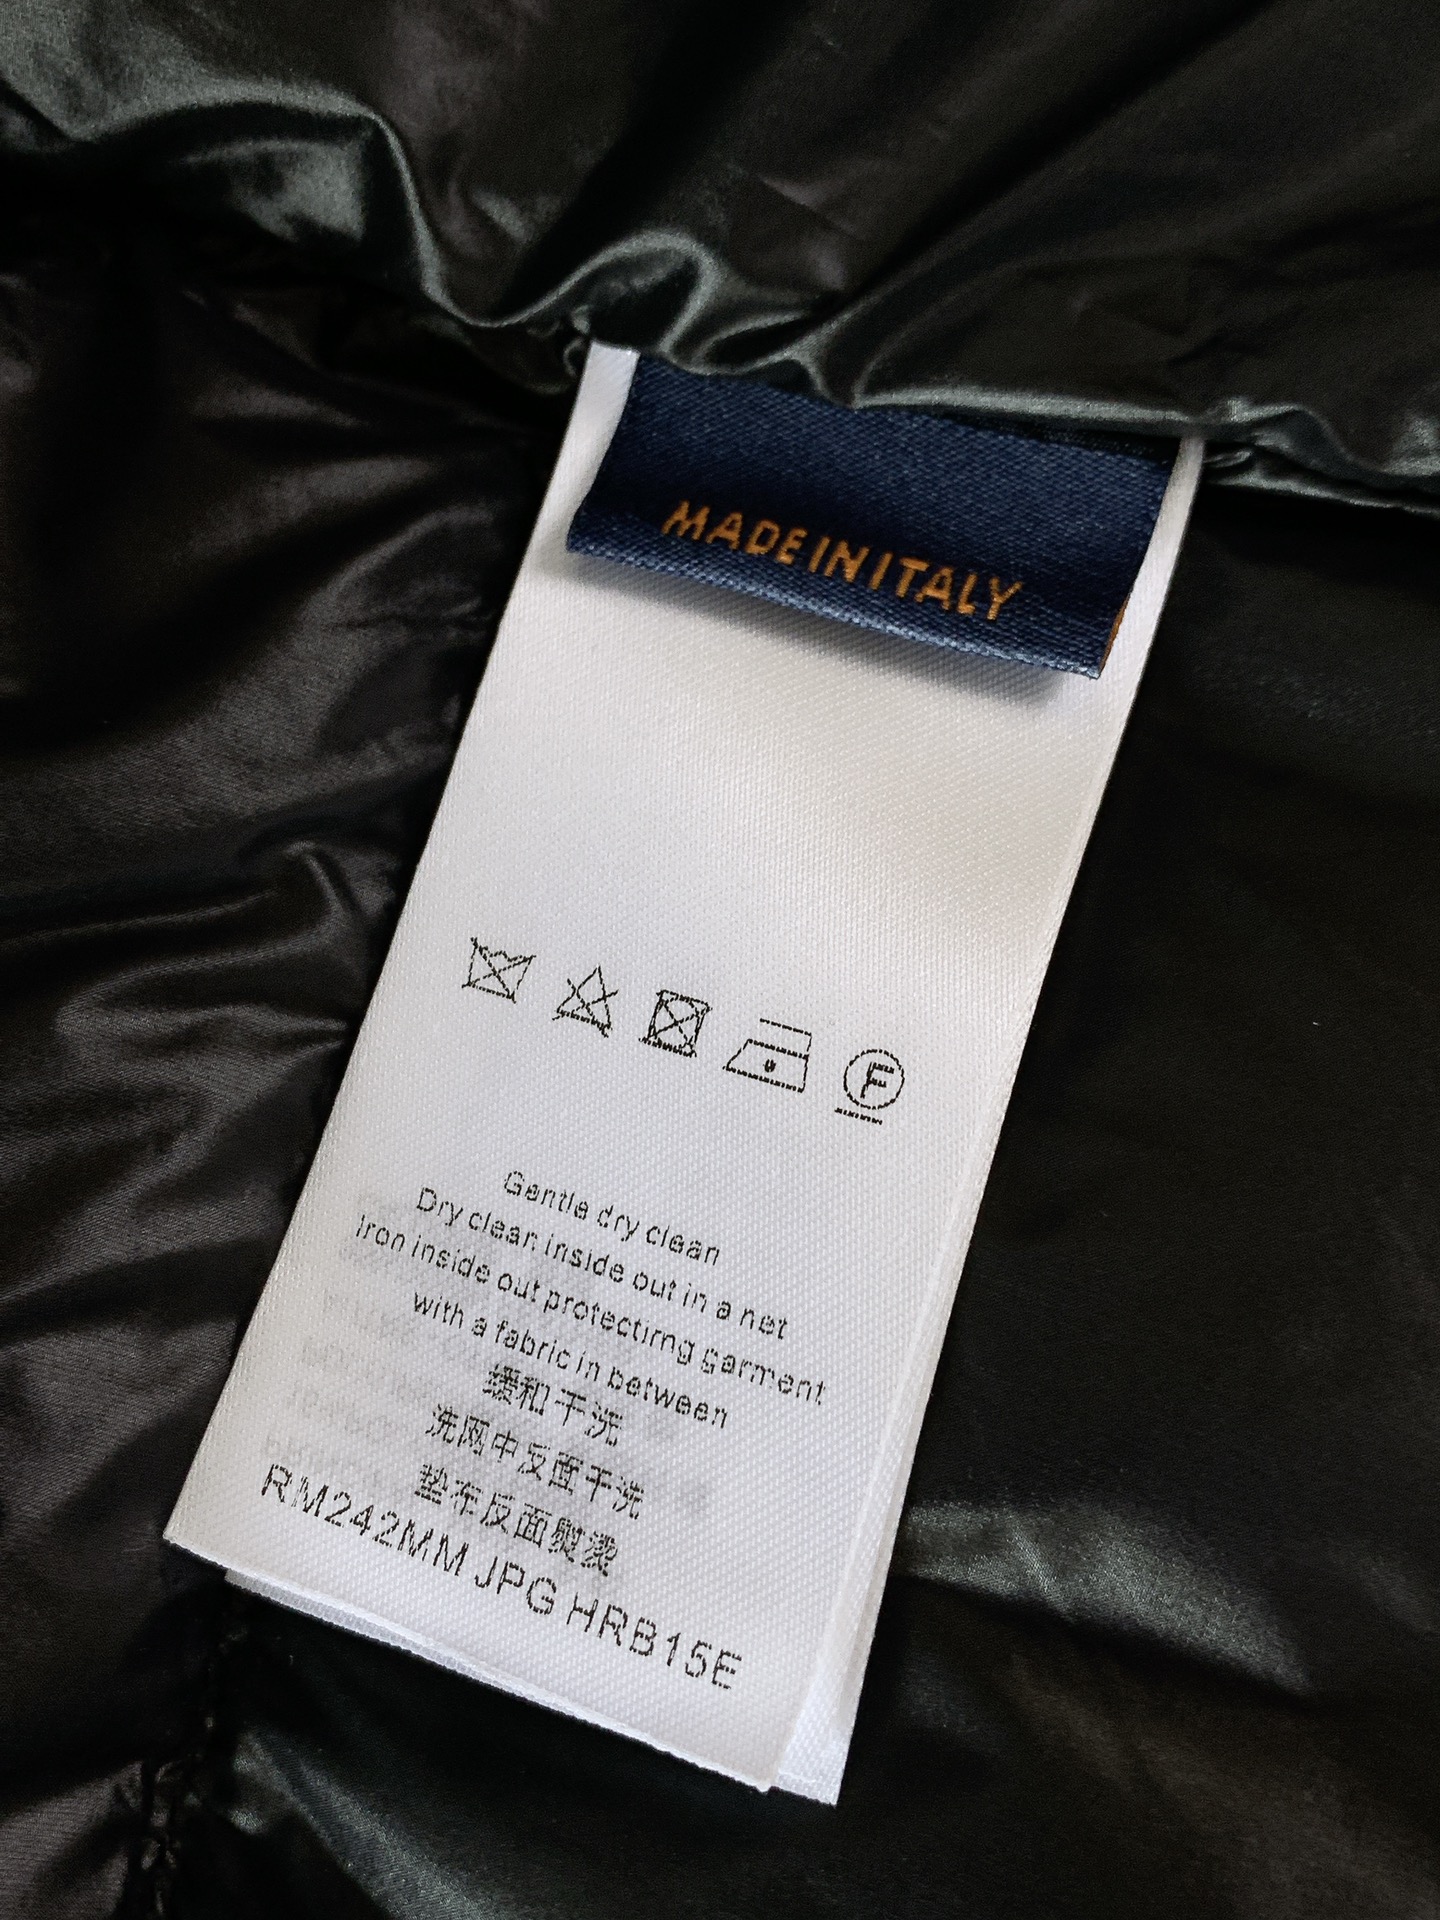 MADE IN ITALY
F
Gentle dry clean
Dry clean inside out in a net
Iron inside out protectirng garment
with a fabric in between
缓和干洗
洗网中反面干洗
垫布反面熨烫
RM242MM JPG HRB15E